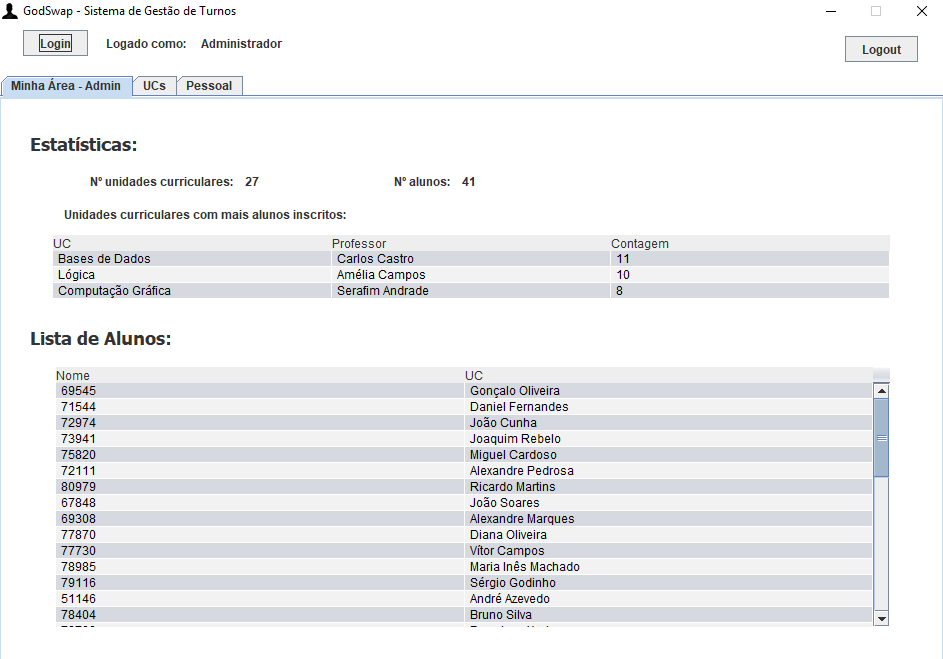 GodSwap - Sistema de Gestão de Turnos
Login Logado como: Administrador Logout
Minha Área - Admin UCs Pessoal
Estatísticas:
Nº unidades curriculares: 27 Nº alunos: 41
Unidades curriculares com mais alunos inscritos:
UC Professor Contagem
Bases de Dados Carlos Castro 11
Lógica Amélia Campos 10
Computação Gráfica Serafim Andrade 8
Lista de Alunos:
Nome UC
69545 Gonçalo Oliveira
71544 Daniel Fernandes
72974 João Cunha
73941 Joaquim Rebelo
75820 Miguel Cardoso
72111 Alexandre Pedrosa
80979 Ricardo Martins
67848 João Soares
69308 Alexandre Marques
77870 Diana Oliveira
77730 Vítor Campos
78985 Maria Inês Machado
79116 Sérgio Godinho
51146 André Azevedo
78404 Bruno Silva